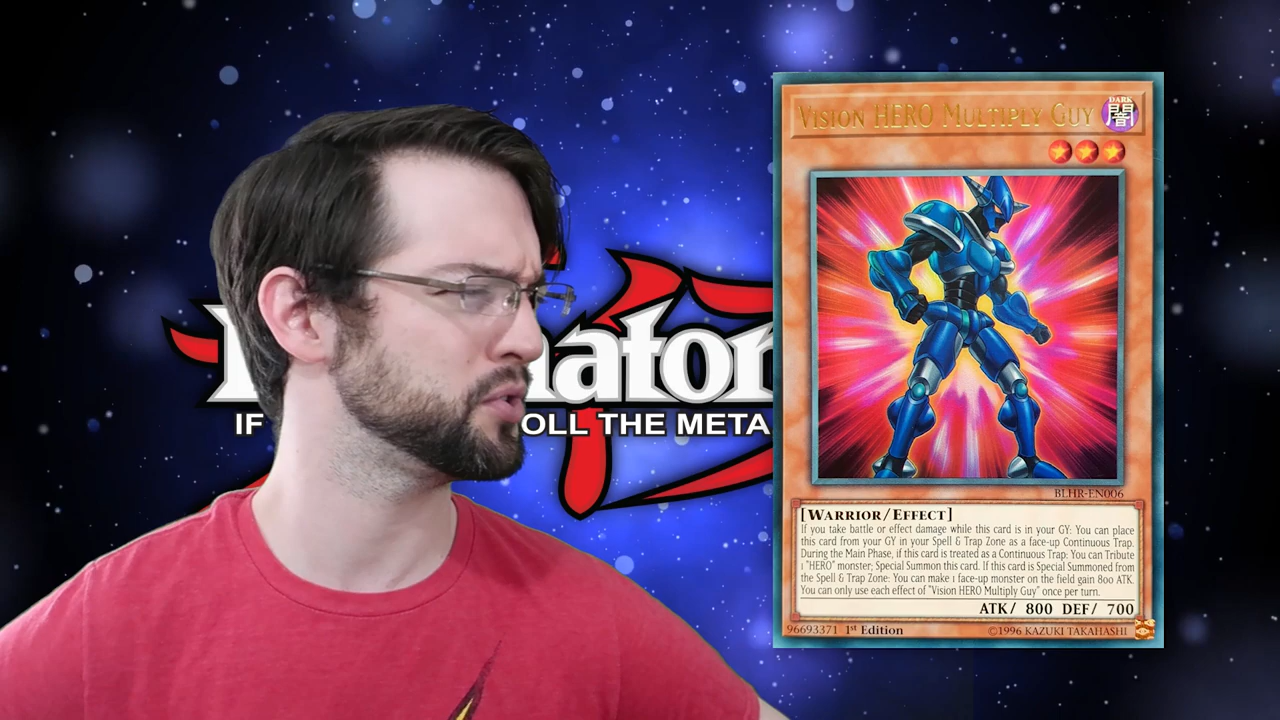 ator
IF OLL THE META
VISION HERO MULTIPLY GUY
DARK
闇
BLHR-EN006
[WARRIOR/EFFECT]
If you take battle or effect damage while this card is in your GY: You can place
this card from your GY in your Spell & Trap Zone as a face-up Continuous Trap.
During the Main Phase, if this card is treated as a Continuous Trap: You can Tribute
1 "HERO" monster; Special Summon this card. If this card is Special Summoned from
the Spell & Trap Zone: You can make 1 face-up monster on the field gain 800 ATK.
You can only use each effect of "Vision HERO Multiply Guy" once per turn.
ATK/ 800 DEF/ 700
96693371 1st Edition ©1996 KAZUKI TAKAHASHI